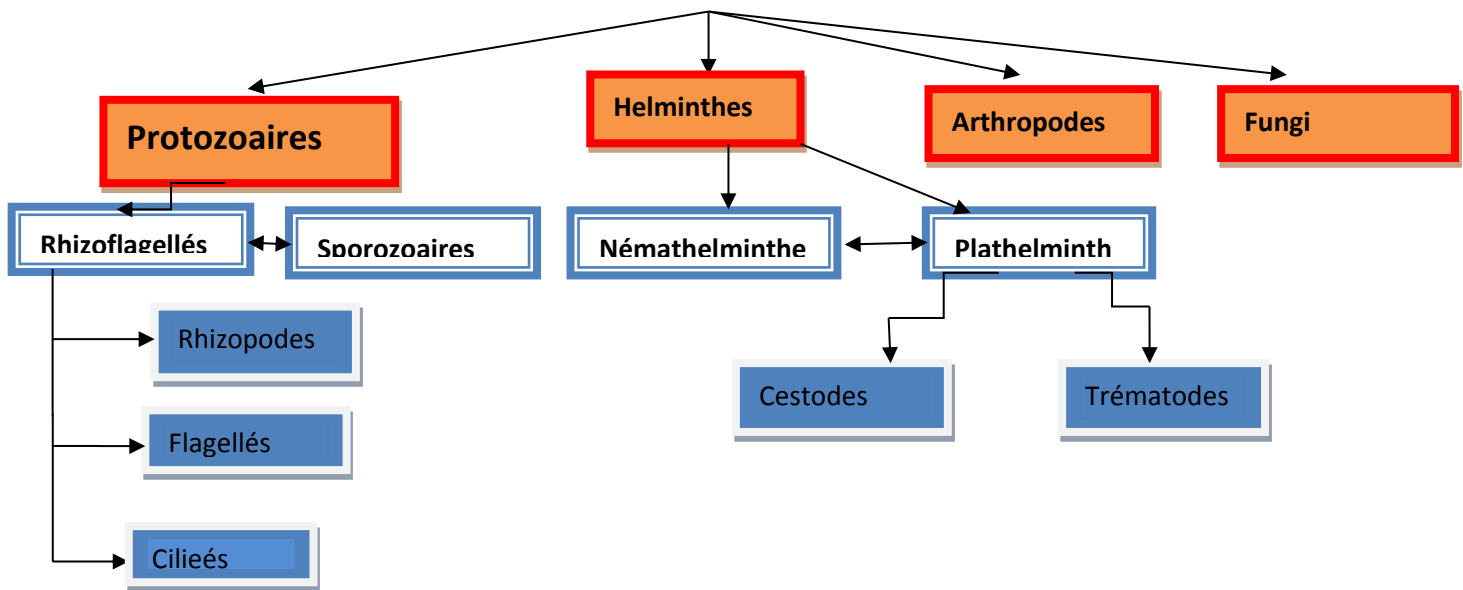 Protozoaires
Helminthes
Arthropodes
Fungi
Rhizoflagellés
Sporozoaires
Némathelminthe
Plathelminth
Rhizopodes
Flagellés
Cilieés
Cestodes
Trématodes